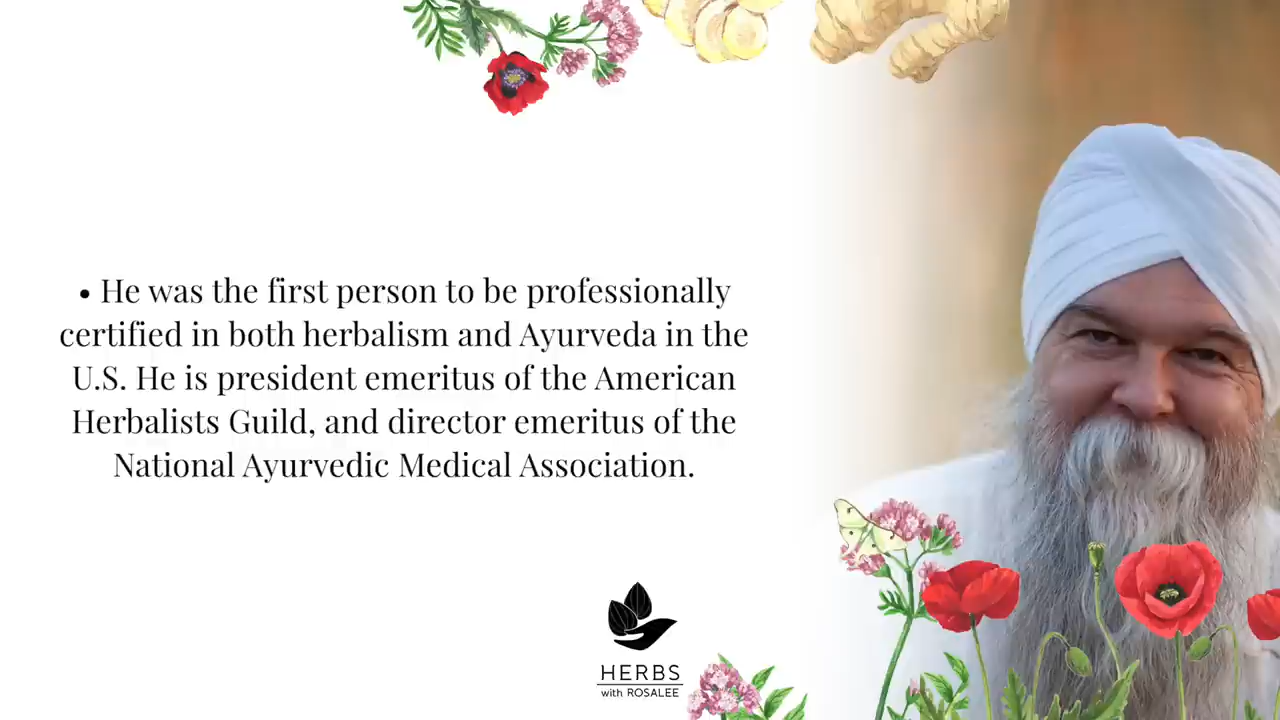 • He was the first person to be professionally
certified in both herbalism and Ayurveda in the
U.S. He is president emeritus of the American
Herbalists Guild, and director emeritus of the
National Ayurvedic Medical Association.
HERBS
with ROSALEE